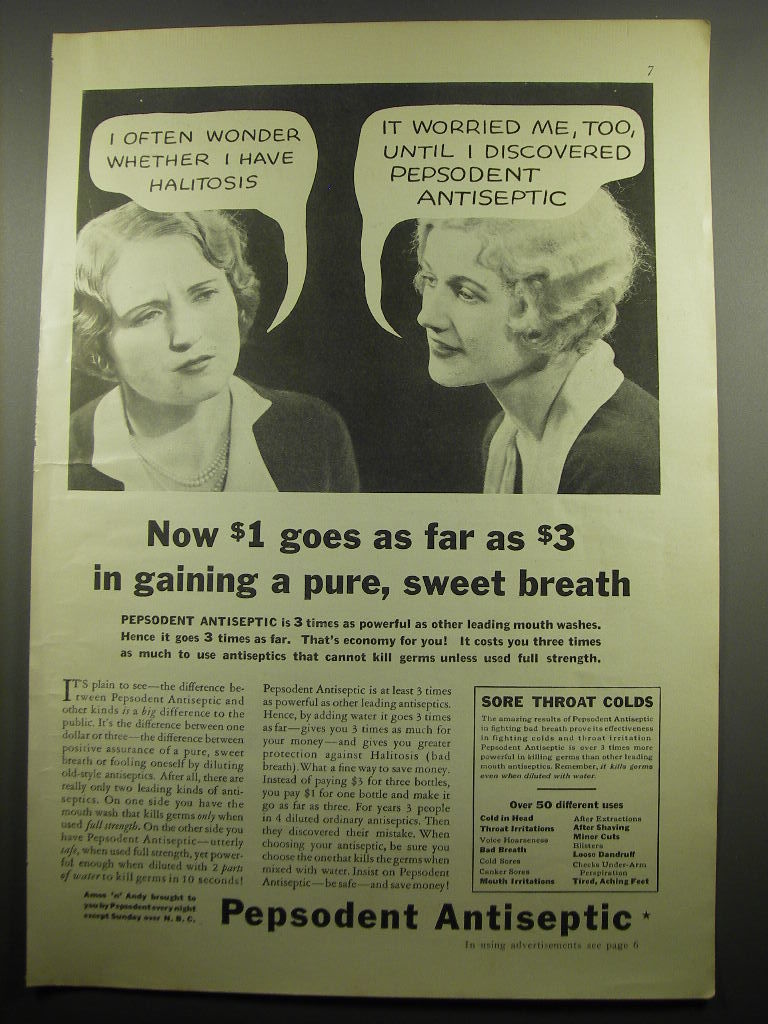 7
I OFTEN WONDER
WHETHER I HAVE
HALITOSIS
IT WORRIED ME, TOO,
UNTIL I DISCOVERED
PEPSODENT
ANTISEPTIC
Now $1 goes as far as $3
in gaining a pure, sweet breath
PEPSODENT ANTISEPTIC is 3 times as powerful as other leading mouth washes.
Hence it goes 3 times as far. That's economy for you! It costs you three times
as much to use antiseptics that cannot kill germs unless used full strength.
IT'S plain to see—the difference be-
tween Pepsodent Antiseptic and
other kinds is a big difference to the
public. It's the difference between one
dollar or three—the difference between
positive assurance of a pure, sweet
breath or fooling oneself by diluting
old-style antiseptics. After all, there are
really only two leading kinds of anti-
septics. On one side you have the
mouth wash that kills germs only when
used full strength. On the other side you
have Pepsodent Antiseptic—utterly
safe, when used full strength, yet power-
ful enough when diluted with 2 parts
of water to kill germs in 10 seconds!
Pepsodent Antiseptic is at least 3 times
as powerful as other leading antiseptics.
Hence, by adding water it goes 3 times
as far—gives you 3 times as much for
your money—and gives you greater
protection against Halitosis (bad
breath). What a fine way to save money.
Instead of paying $3 for three bottles,
you pay $1 for one bottle and make it
go as far as three. For years 3 people
in 4 diluted ordinary antiseptics. Then
they discovered their mistake. When
choosing your antiseptic, be sure you
choose the one that kills the germs when
mixed with water. Insist on Pepsodent
Antiseptic—be safe—and save money!
SORE THROAT COLDS
The amazing results of Pepsodent Antiseptic
in fighting bad breath prove its effectiveness
in fighting colds and throat irritation.
Pepsodent Antiseptic is over 3 times more
powerful in killing germs than other leading
mouth antiseptics. Remember, it kills germs
even when diluted with water.
Over 50 different uses
Cold in Head
Throat Irritations
Voice Hoarseness
Bad Breath
Cold Sores
Canker Sores
Mouth Irritations
After Extractions
After Shaving
Minor Cuts
Blisters
Loose Dandruff
Checks Under-Arm
Perspiration
Tired, Aching Feet
Amos 'n' Andy brought to
you by Pepsodent every night
except Sunday over N. B. C.
Pepsodent Antiseptic *
In using advertisements see page 6